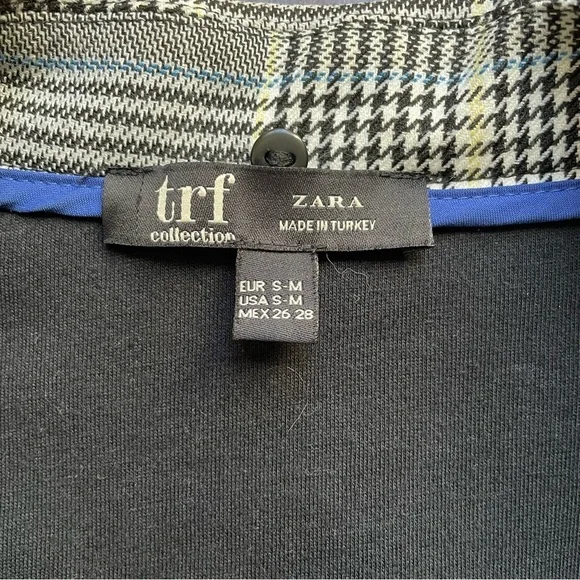 trf
collection
ZARA
MADE IN TURKEY
EUR S-M
USA S-M
MEX 26 28